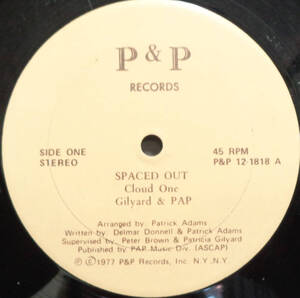 P & P
RECORDS
SIDE ONE
STEREO
45 RPM
P&P 12-1818 A
SPACED OUT
Cloud One
Gilyard & PAP
Arranged by Patrick Adams
Written by Delmar Donnell & Patrick Adams
Supervised by Peter Brown & Patricia Gilyard
Published by PAP Music Div. (ASCAP)
Ⓟ © 1977 P&P Records, Inc. N.Y. N.Y